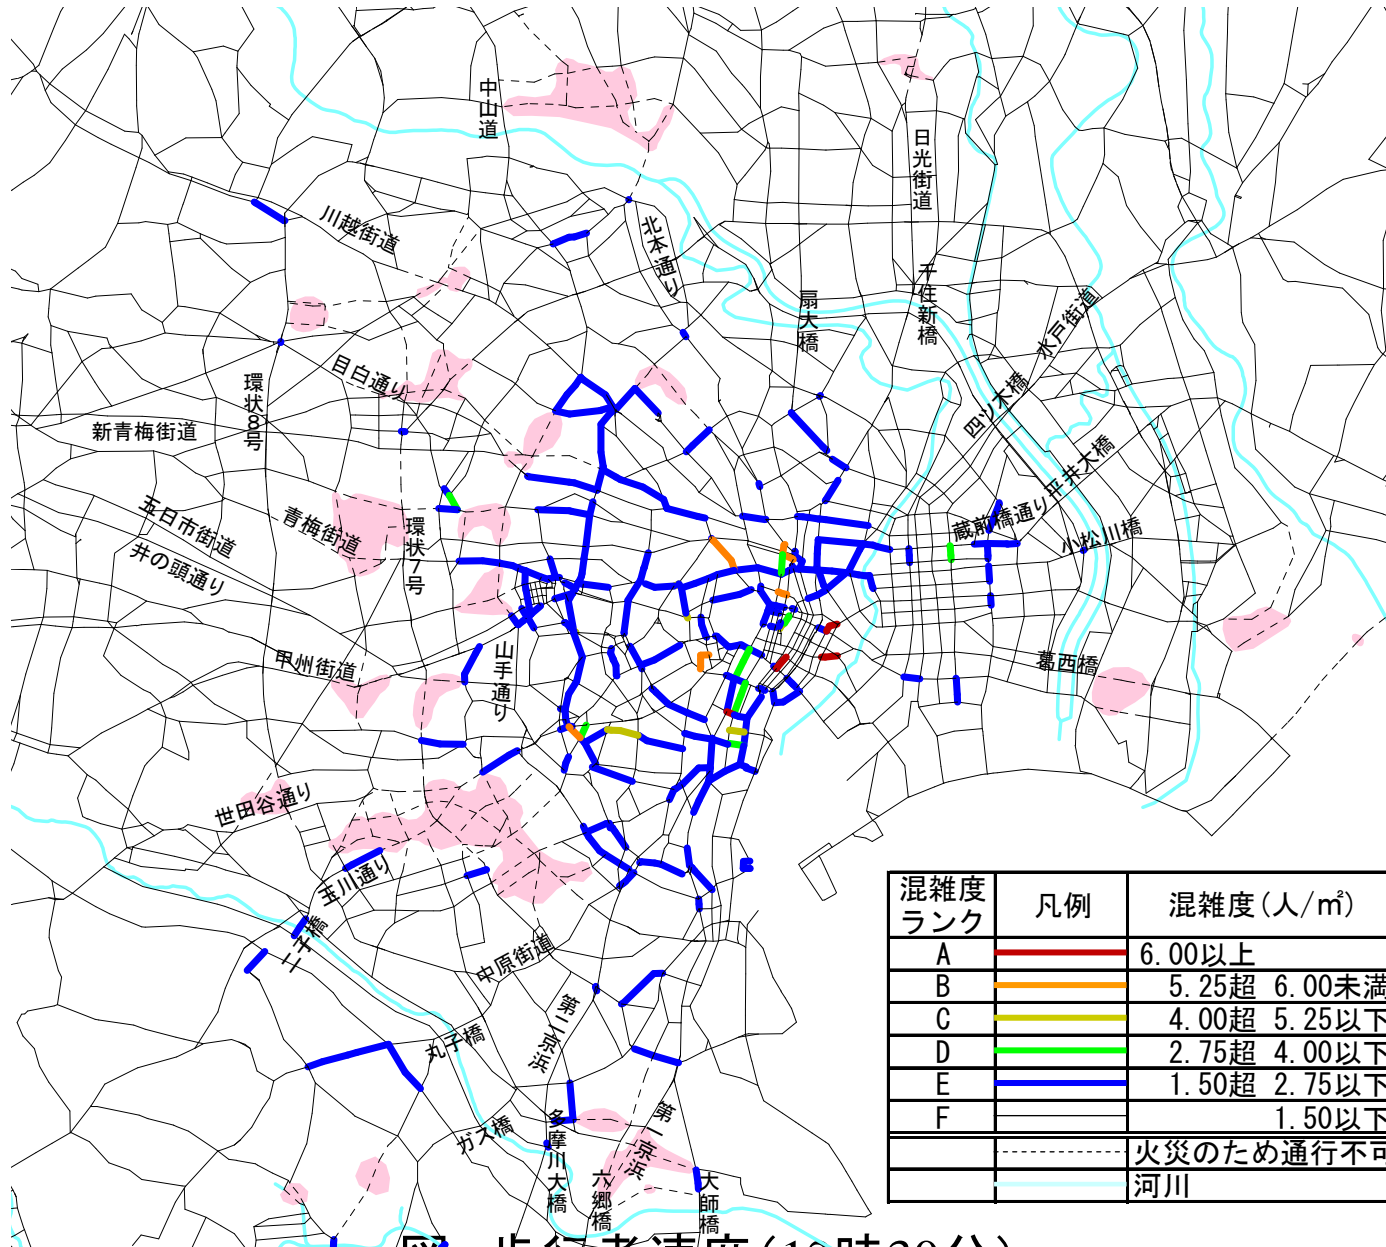 中山道
日光街道
川越街道
北本通り
千住新橋
扇大橋
水戸街道
目白通り
環状8号
四ツ木橋
新青梅街道
平井大橋
五日市街道
青梅街道
蔵前橋通り
小松川橋
井の頭通り
環状7号
甲州街道
山手通り
葛西橋
世田谷通り
玉川通り
二子橋
中原街道
第二京浜
丸子橋
ガス橋
多摩川大橋
第一京浜
六郷橋
大師橋
混雑度ランク 凡例 混雑度(人/㎡)
A 6.00以上
B 5.25超 6.00未満
C 4.00超 5.25以下
D 2.75超 4.00以下
E 1.50超 2.75以下
F 1.50以下
火災のため通行不可
河川